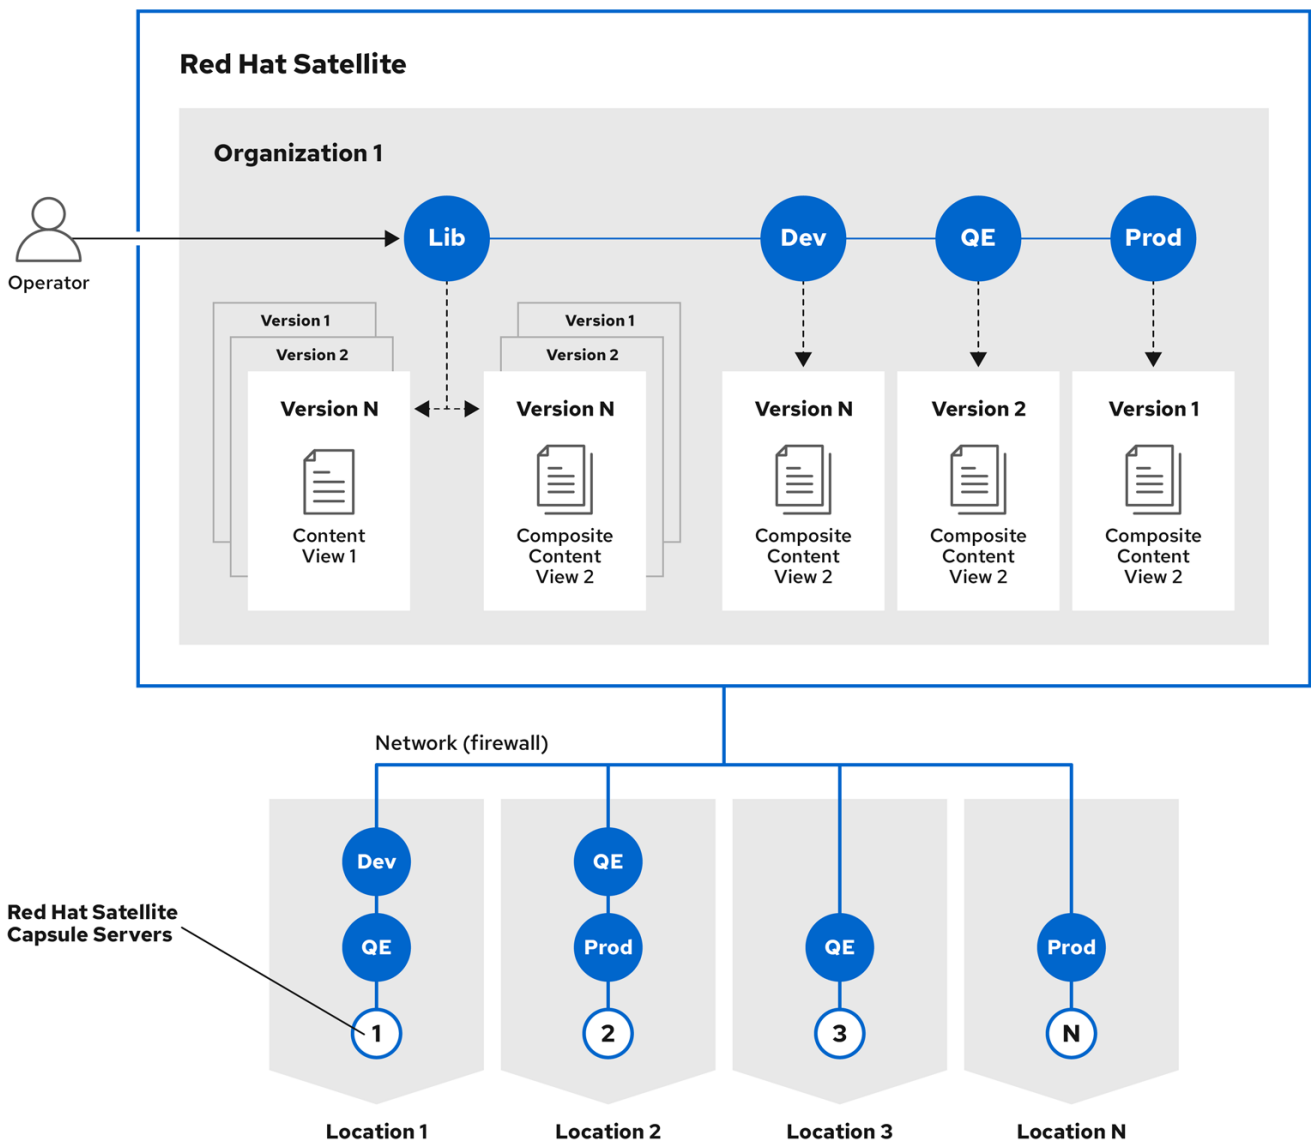 Red Hat Satellite
Organization 1
Operator
Lib
Dev
QE
Prod
Version 1
Version 2
Version N
Content
View 1
Version 1
Version 2
Version N
Composite
Content
View 2
Version N
Composite
Content
View 2
Version 2
Composite
Content
View 2
Version 1
Composite
Content
View 2
Network (firewall)
Red Hat Satellite
Capsule Servers
Dev
QE
1
Location 1
QE
Prod
2
Location 2
QE
3
Location 3
Prod
N
Location N